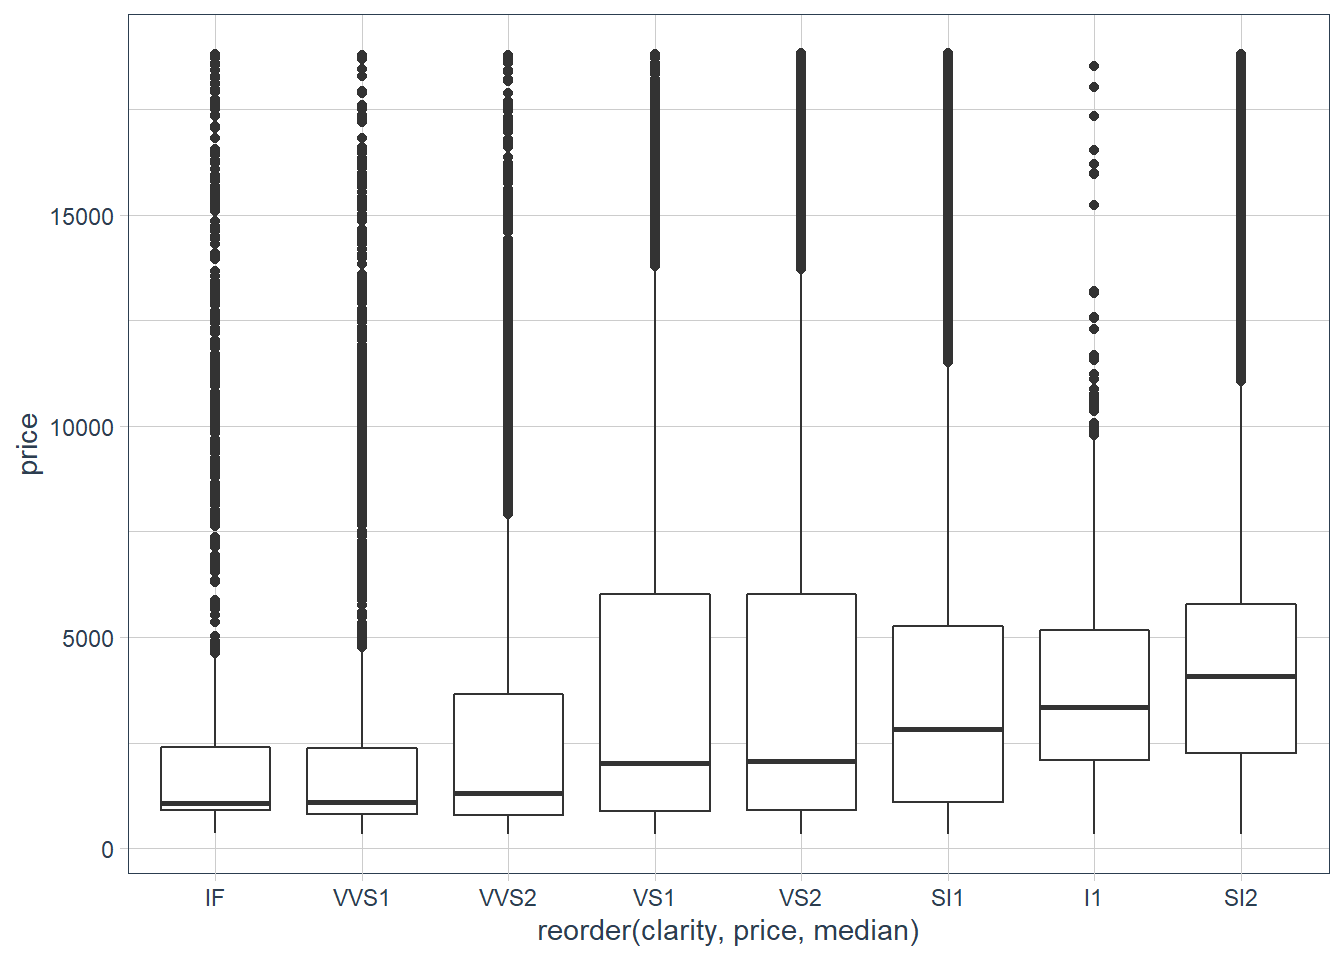 price
15000
10000
5000
0
IF VVS1 VVS2 VS1 VS2 SI1 I1 SI2
reorder(clarity, price, median)